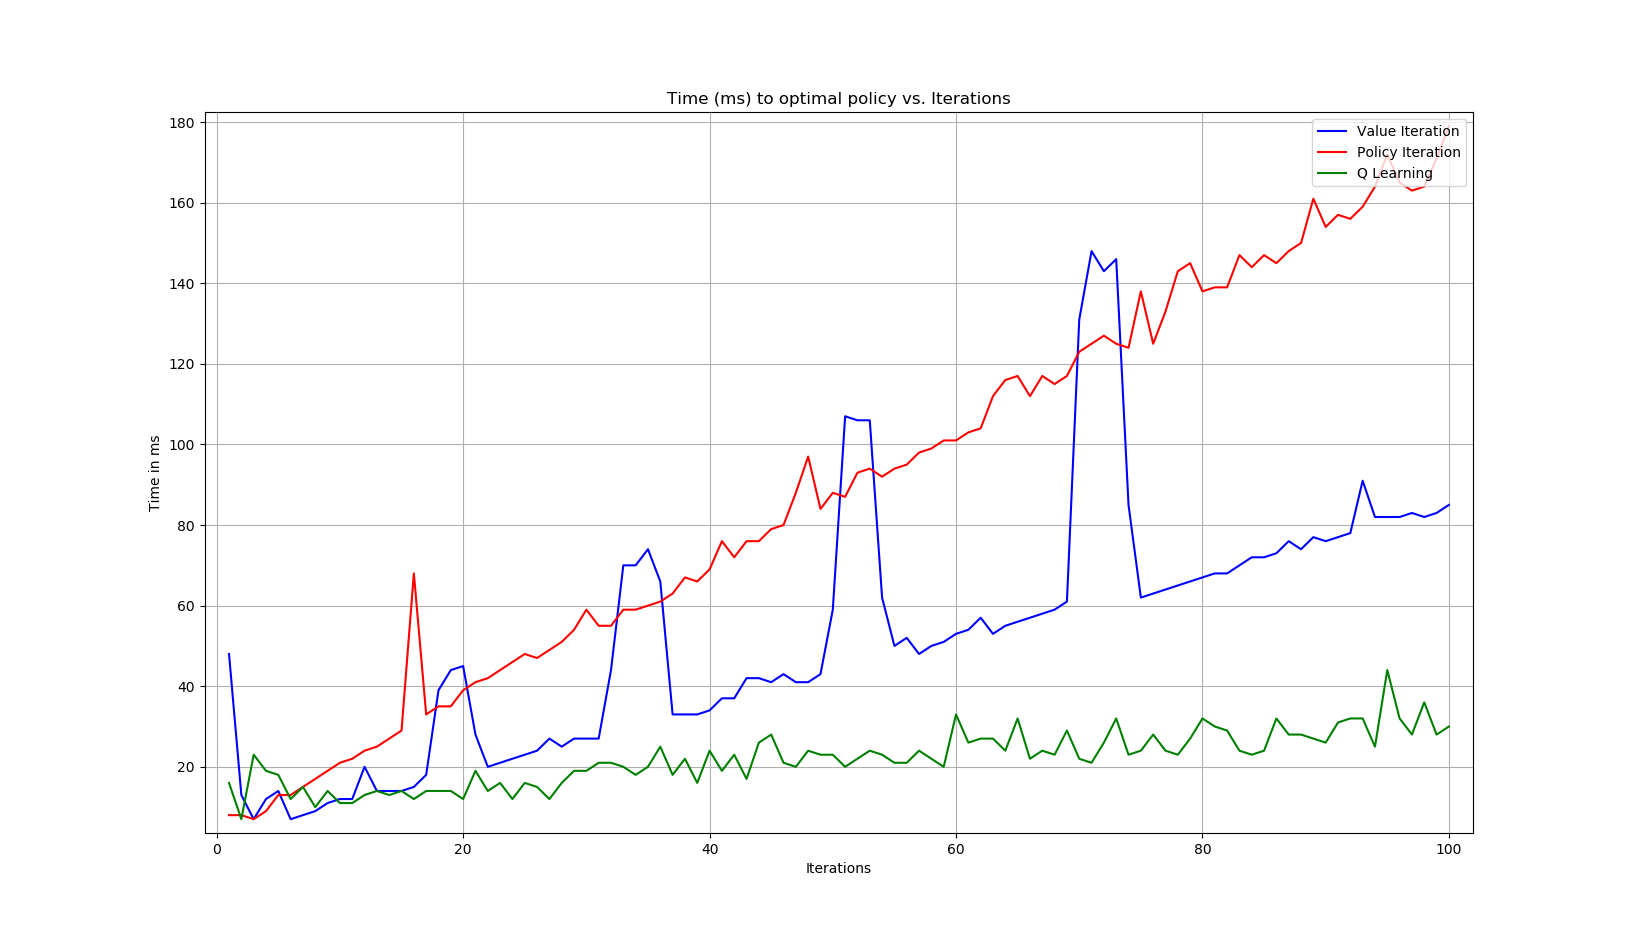 Time (ms) to optimal policy vs. Iterations
Value Iteration
Policy Iteration
Q Learning
180
160
140
120
100
80
60
40
20
Time in ms
0
20
40
60
80
100
Iterations